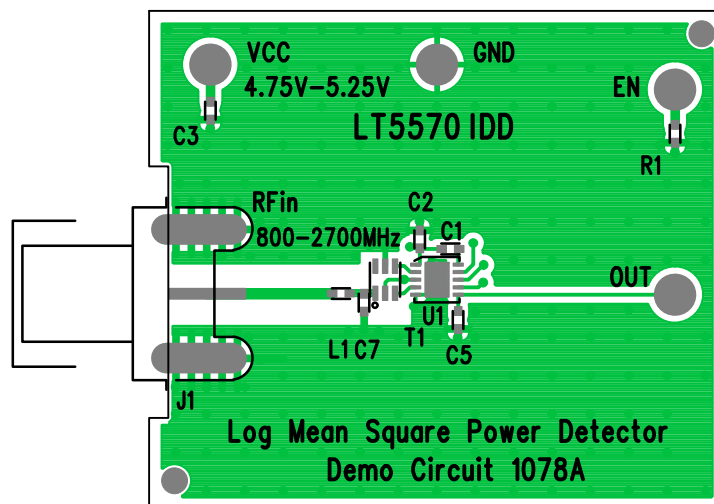 VCC
GND
4.75V-5.25V
EN
C3
LT5570 IDD
R1
RFin
C2
800-2700MHz
C1
OUT
U1
L1 C7
T1
C5
J1
Log Mean Square Power Detector
Demo Circuit 1078A